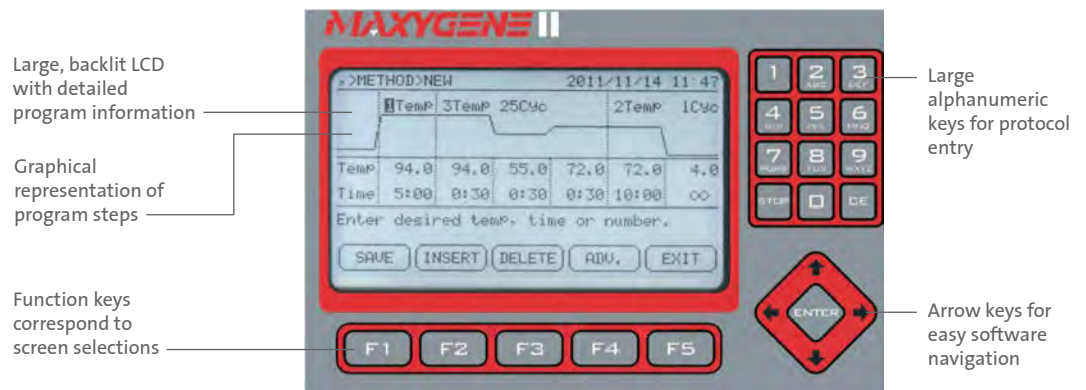 MAXYGENE II
Large, backlit LCD
with detailed
program information
Graphical
representation of
program steps
Function keys
correspond to
screen selections
>METHOD>NEW 2011/11/14 11:47
1Temp 3Temp 25Cyc 2Temp 1Cyc
Temp 94.0 94.0 55.0 72.0 72.0 4.0
Time 5:00 0:30 0:30 0:30 10:00 ∞
Enter desired temp, time or number.
SAVE INSERT DELETE ADV. EXIT
F1 F2 F3 F4 F5
1 2 3
ABC DEF
4 5 6
7 8 9
STOP 0 CE
ENTER
Large
alphanumeric
keys for protocol
entry
Arrow keys for
easy software
navigation